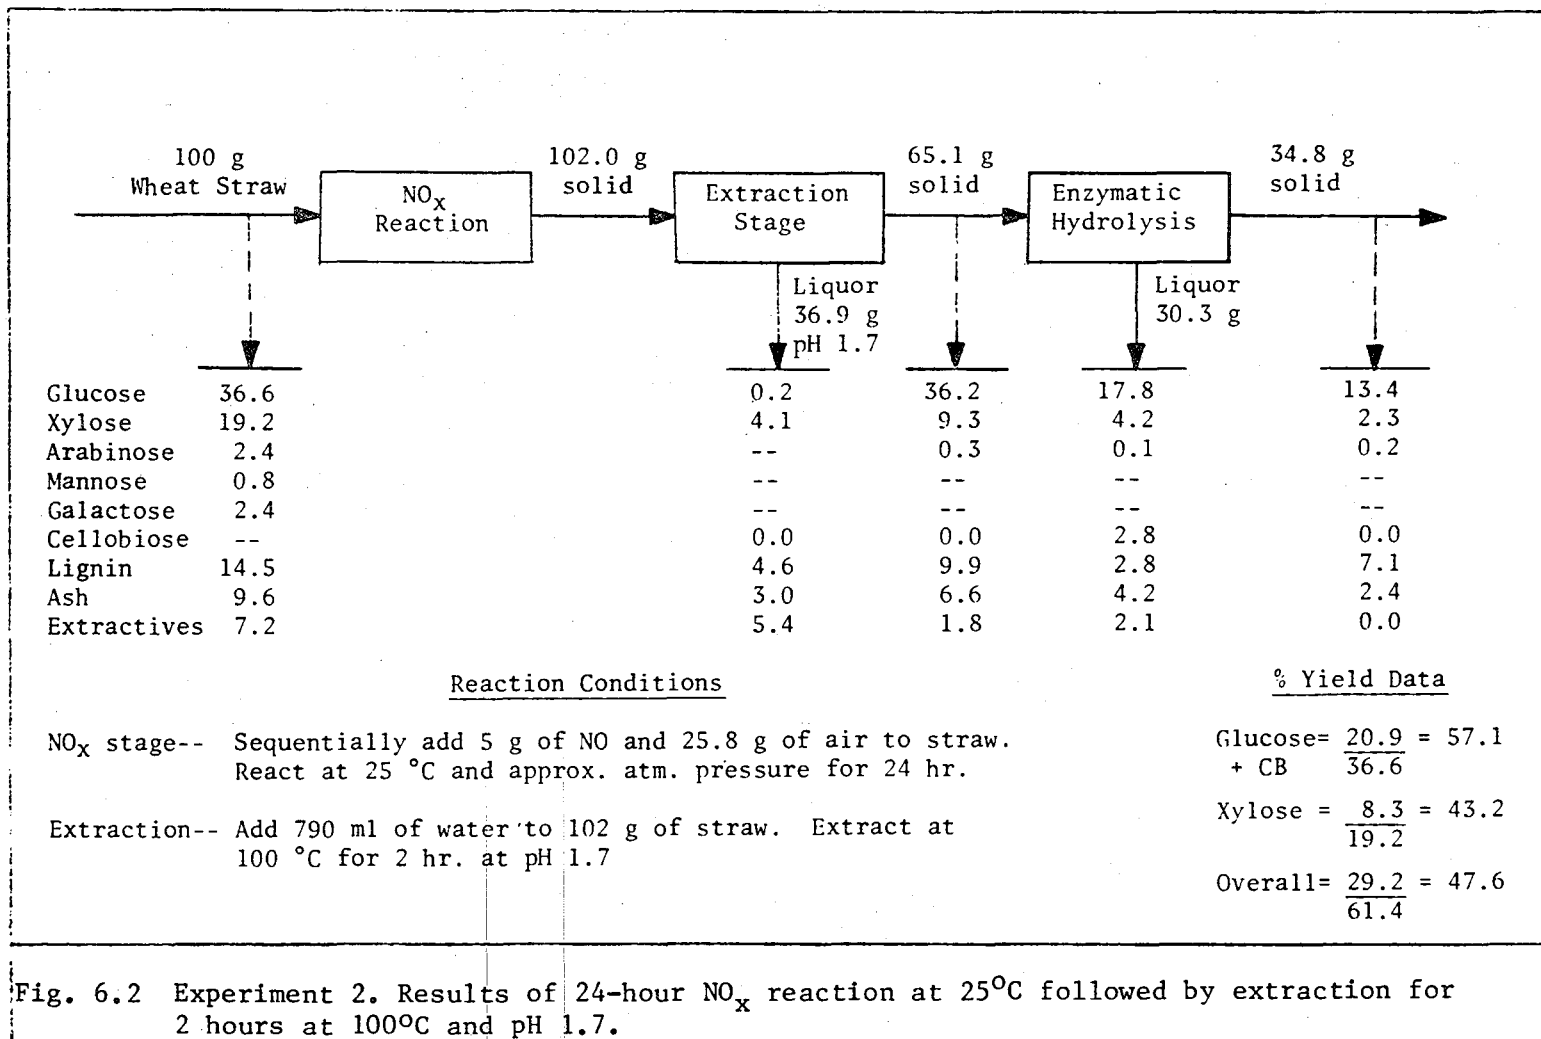 100 g
Wheat Straw
NOx
Reaction
102.0 g
solid
Extraction
Stage
65.1 g
solid
Enzymatic
Hydrolysis
34.8 g
solid
Liquor
36.9 g
pH 1.7
Liquor
30.3 g
Glucose 36.6 0.2 36.2 17.8 13.4
Xylose 19.2 4.1 9.3 4.2 2.3
Arabinose 2.4 -- 0.3 0.1 0.2
Mannose 0.8 -- -- -- --
Galactose 2.4 -- -- -- --
Cellobiose -- 0.0 0.0 2.8 0.0
Lignin 14.5 4.6 9.9 2.8 7.1
Ash 9.6 3.0 6.6 4.2 2.4
Extractives 7.2 5.4 1.8 2.1 0.0
Reaction Conditions
NOx stage-- Sequentially add 5 g of NO and 25.8 g of air to straw.
React at 25 °C and approx. atm. pressure for 24 hr.
Extraction-- Add 790 ml of water to 102 g of straw. Extract at
100 °C for 2 hr. at pH 1.7
% Yield Data
Glucose= 20.9 = 57.1
+ CB 36.6
Xylose = 8.3 = 43.2
19.2
Overall= 29.2 = 47.6
61.4
Fig. 6.2 Experiment 2. Results of 24-hour NOx reaction at 25°C followed by extraction for
2 hours at 100°C and pH 1.7.